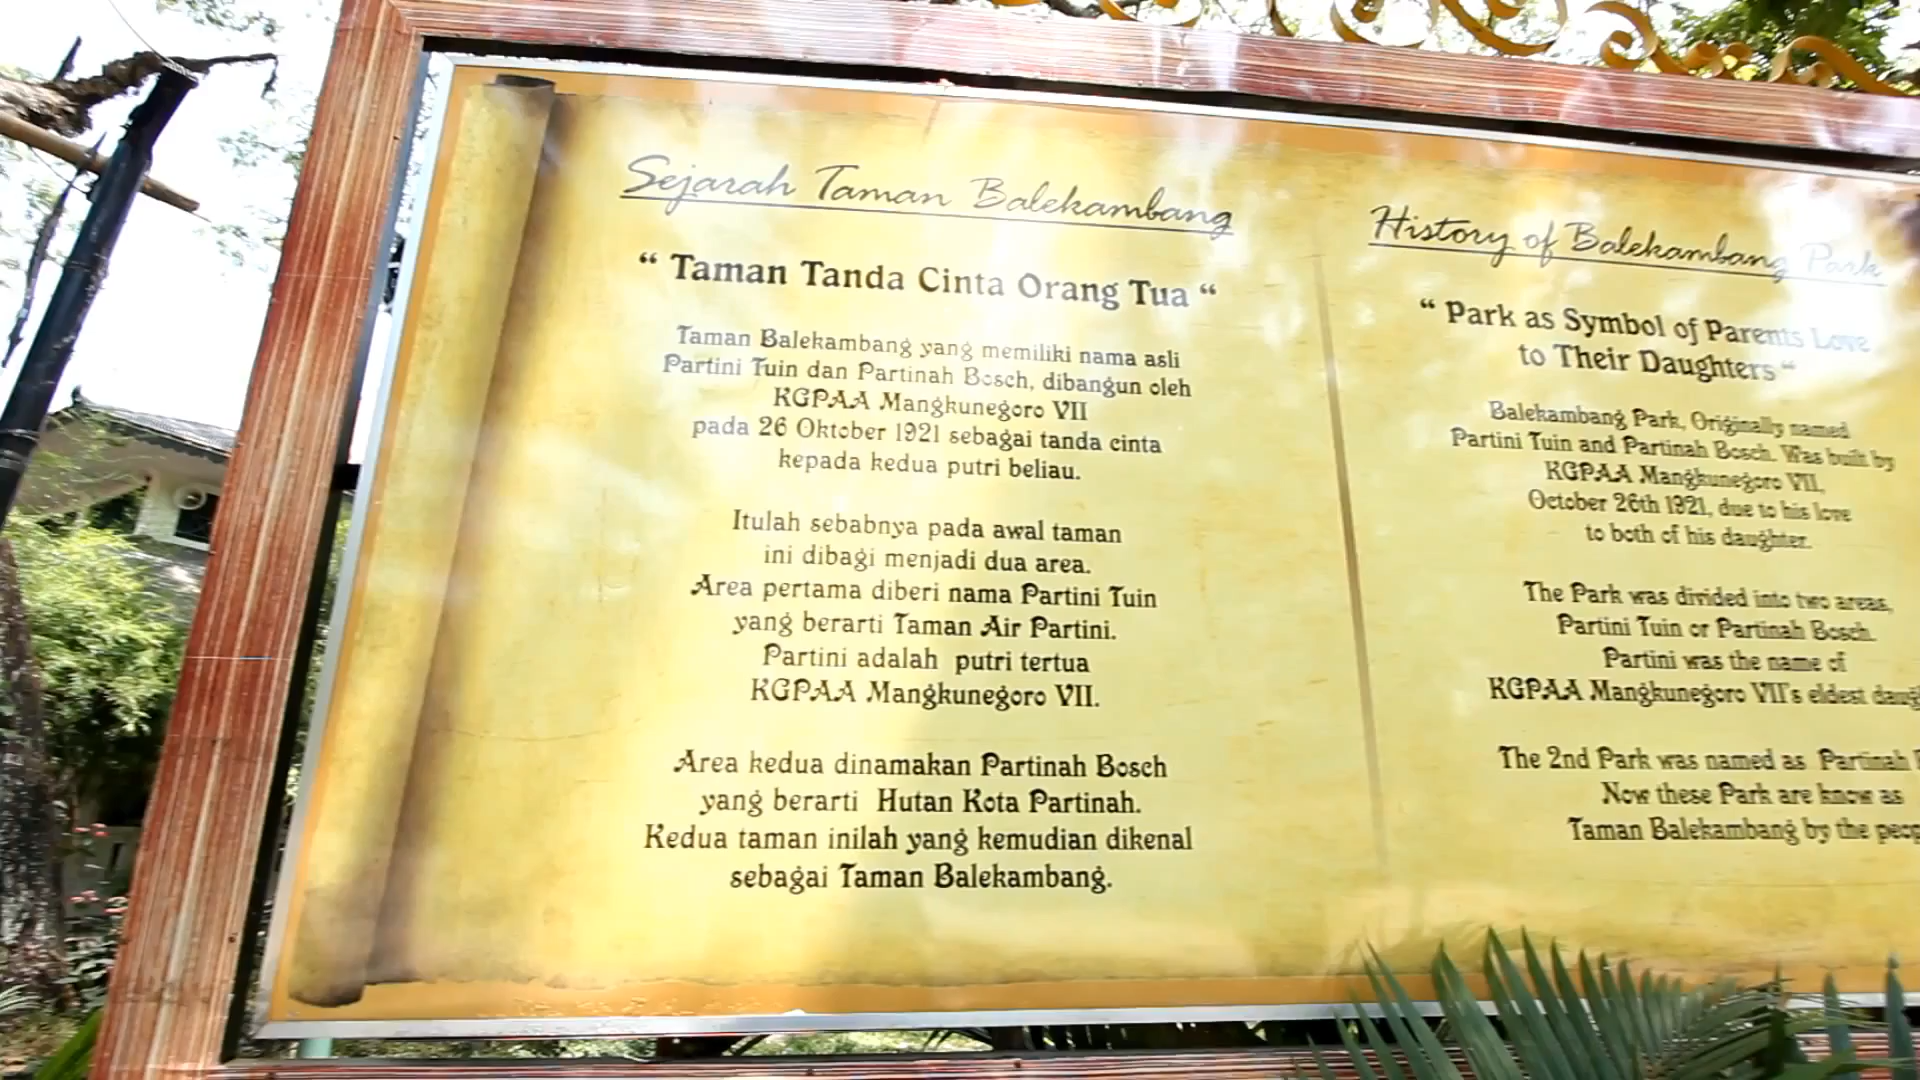 Sejarah Taman Balekambang
“ Taman Tanda Cinta Orang Tua “
Taman Balekambang yang memiliki nama asli
Partini Tuin dan Partinah Bosch, dibangun oleh
KGPAA Mangkunegoro VII
pada 26 Oktober 1921 sebagai tanda cinta
kepada kedua putri beliau.
Itulah sebabnya pada awal taman
ini dibagi menjadi dua area.
Area pertama diberi nama Partini Tuin
yang berarti Taman Air Partini.
Partini adalah putri tertua
KGPAA Mangkunegoro VII.
Area kedua dinamakan Partinah Bosch
yang berarti Hutan Kota Partinah.
Kedua taman inilah yang kemudian dikenal
sebagai Taman Balekambang.
History of Balekambang Park
“ Park as Symbol of Parents Love
to Their Daughters “
Balekambang Park, Originally named
Partini Tuin and Partinah Bosch. Was built by
KGPAA Mangkunegoro VII,
October 26th 1921, due to his love
to both of his daughter.
The Park was divided into two areas,
Partini Tuin or Partinah Bosch.
Partini was the name of
KGPAA Mangkunegoro VII's eldest
The 2nd Park was named as Partinah
Now these Park are know as
Taman Balekambang by the